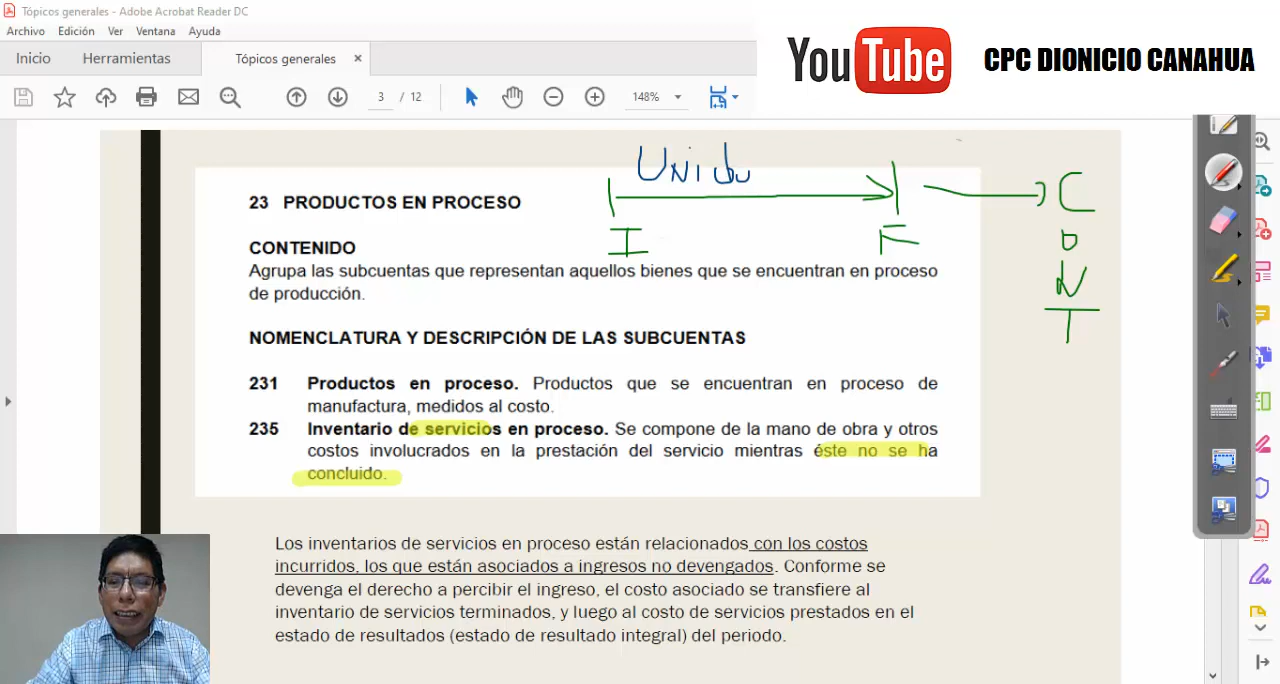 Tópicos generales - Adobe Acrobat Reader DC
Archivo Edición Ver Ventana Ayuda
Inicio Herramientas Tópicos generales ×
3 / 12 148%
YouTube
CPC DIONICIO CANAHUA
I
F
C
O
N
T
23 PRODUCTOS EN PROCESO
CONTENIDO
Agrupa las subcuentas que representan aquellos bienes que se encuentran en proceso
de producción.
NOMENCLATURA Y DESCRIPCIÓN DE LAS SUBCUENTAS
231 Productos en proceso. Productos que se encuentran en proceso de
manufactura, medidos al costo.
235 Inventario de servicios en proceso. Se compone de la mano de obra y otros
costos involucrados en la prestación del servicio mientras éste no se ha
concluido.
Los inventarios de servicios en proceso están relacionados con los costos
incurridos, los que están asociados a ingresos no devengados. Conforme se
devenga el derecho a percibir el ingreso, el costo asociado se transfiere al
inventario de servicios terminados, y luego al costo de servicios prestados en el
estado de resultados (estado de resultado integral) del periodo.